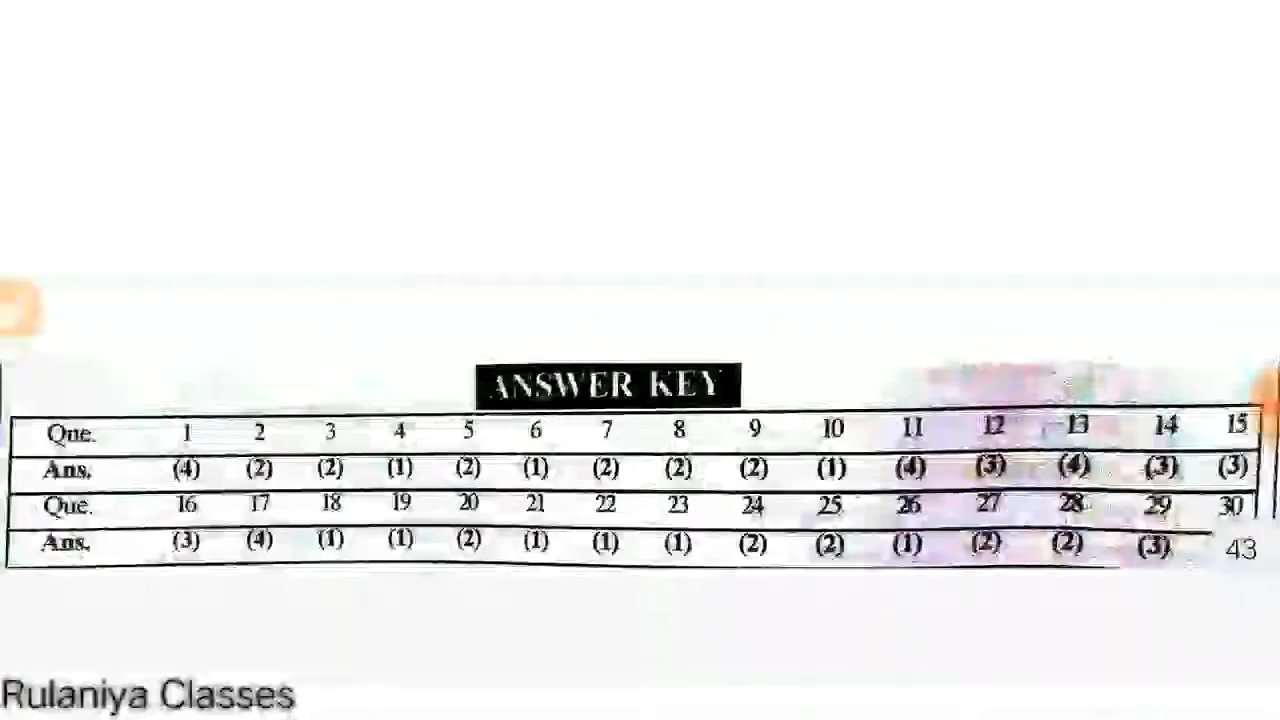 ANSWER KEY
Que. 1 2 3 4 5 6 7 8 9 10 11 12 13 14 15
Ans. (4) (2) (2) (1) (2) (1) (2) (2) (2) (1) (4) (3) (4) (3) (3)
Que. 16 17 18 19 20 21 22 23 24 25 26 27 28 29 30
Ans. (3) (4) (1) (1) (2) (1) (1) (1) (2) (2) (1) (2) (2) (3) 43
Rulaniya Classes